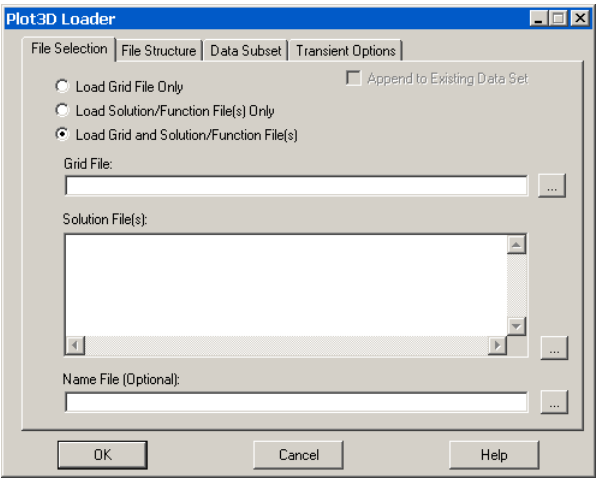 Plot3D Loader
File Selection File Structure Data Subset Transient Options
Load Grid File Only
Append to Existing Data Set
Load Solution/Function File(s) Only
Load Grid and Solution/Function File(s)
Grid File:
...
Solution File(s):
...
Name File (Optional):
...
OK Cancel Help